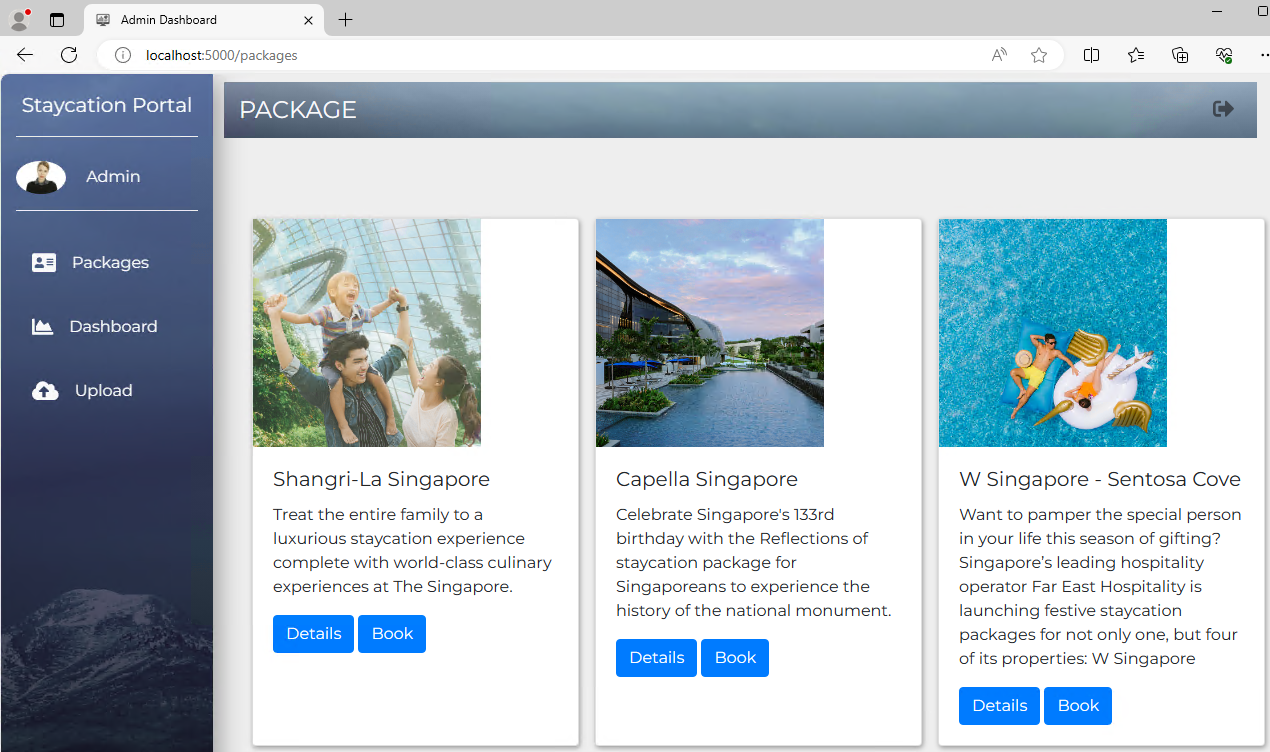 Admin Dashboard
localhost:5000/packages
Staycation Portal
Admin
Packages
Dashboard
Upload
PACKAGE
Shangri-La Singapore
Treat the entire family to a
luxurious staycation experience
complete with world-class culinary
experiences at The Singapore.
Details
Book
Capella Singapore
Celebrate Singapore's 133rd
birthday with the Reflections of
staycation package for
Singaporeans to experience the
history of the national monument.
Details
Book
W Singapore - Sentosa Cove
Want to pamper the special person
in your life this season of gifting?
Singapore’s leading hospitality
operator Far East Hospitality is
launching festive staycation
packages for not only one, but four
of its properties: W Singapore
Details
Book